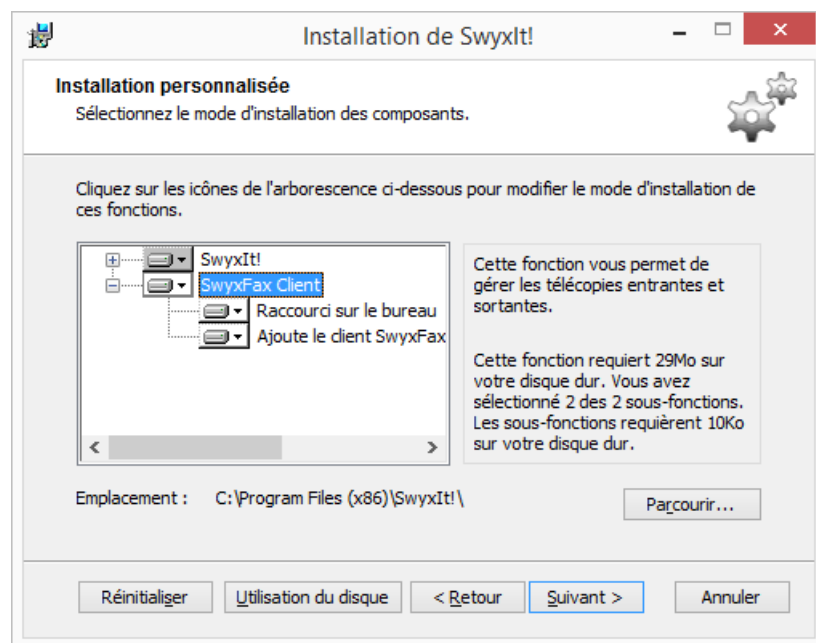 Installation de SwyxIt!
Installation personnalisée
Sélectionnez le mode d'installation des composants.
Cliquez sur les icônes de l'arborescence ci-dessous pour modifier le mode d'installation de
ces fonctions.
SwyxIt!
SwyxFax Client
Raccourci sur le bureau
Ajoute le client SwyxFax
Cette fonction vous permet de
gérer les télécopies entrantes et
sortantes.
Cette fonction requiert 29Mo sur
votre disque dur. Vous avez
sélectionné 2 des 2 sous-fonctions.
Les sous-fonctions requièrent 10Ko
sur votre disque dur.
Emplacement : C:\Program Files (x86)\SwyxIt!\
Parcourir...
Réinitialiser Utilisation du disque < Retour Suivant > Annuler